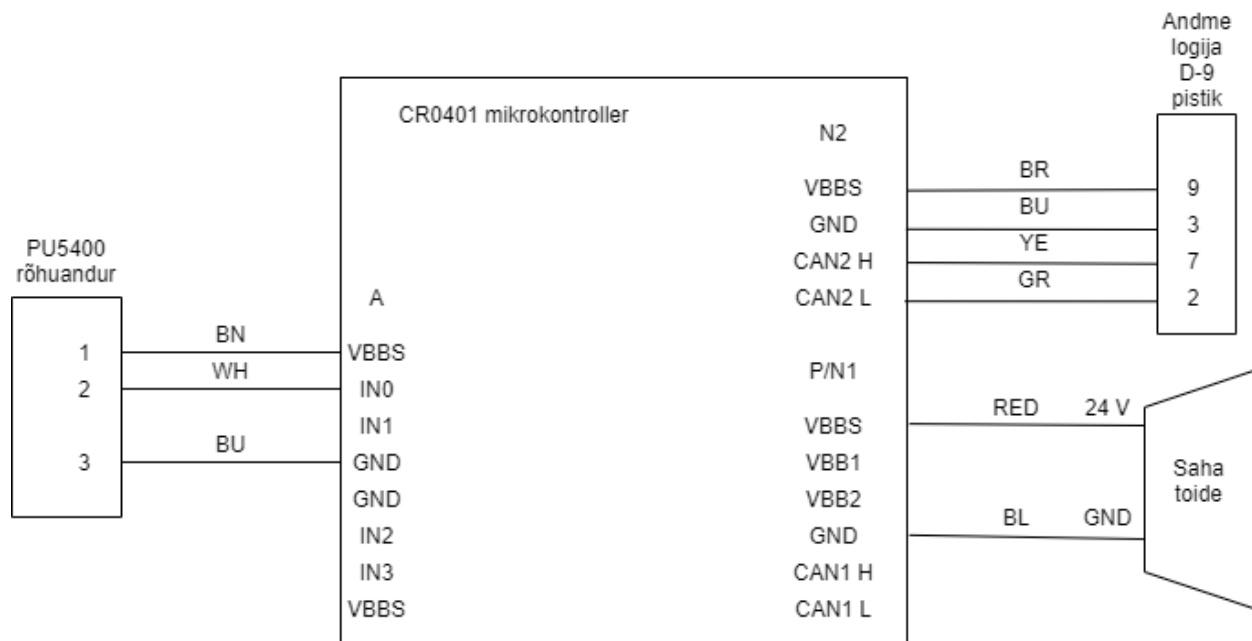 Andme
logija
D-9
pistik
CR0401 mikrokontroller
N2
VBBS
BR
9
GND
BU
3
CAN2 H
YE
7
CAN2 L
GR
2
PU5400
rõhuandur
A
1
BN
VBBS
2
WH
IN0
IN1
3
BU
GND
GND
IN2
IN3
VBBS
P/N1
VBBS
RED
24 V
VBB1
VBB2
GND
BL
GND
CAN1 H
CAN1 L
Saha
toide